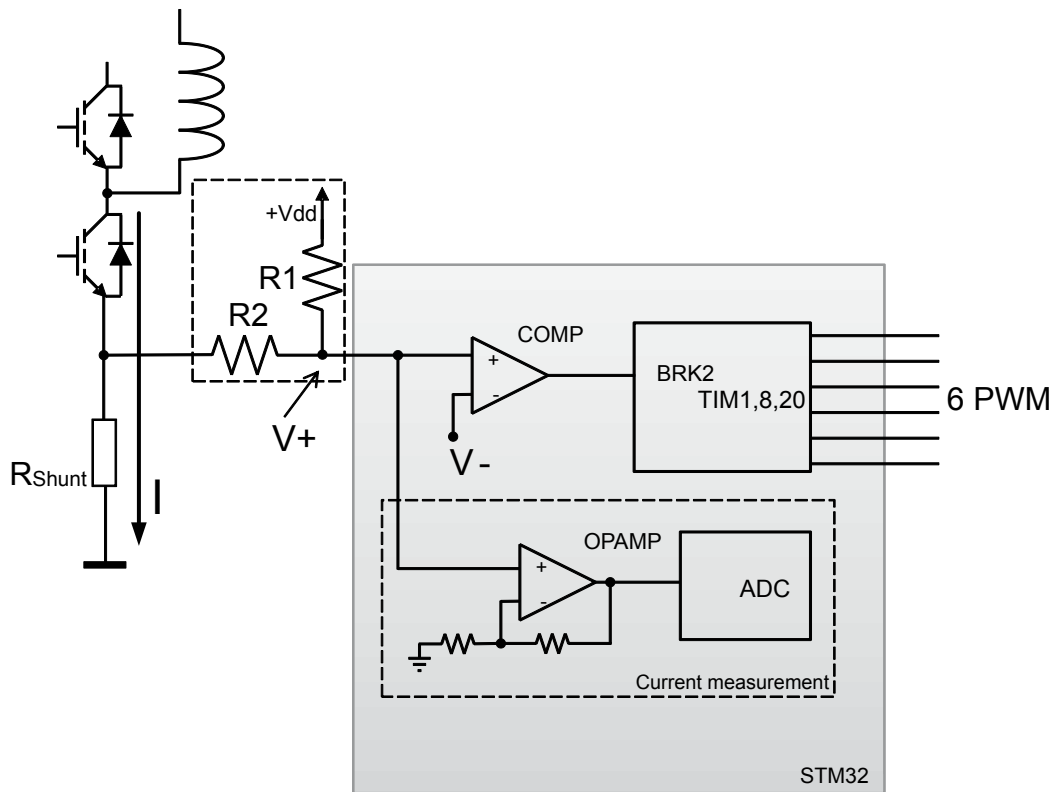 +Vdd
R1
R2
V+
RShunt
I
COMP
+
-
V -
BRK2
TIM1,8,20
6 PWM
OPAMP
+
-
ADC
Current measurement
STM32